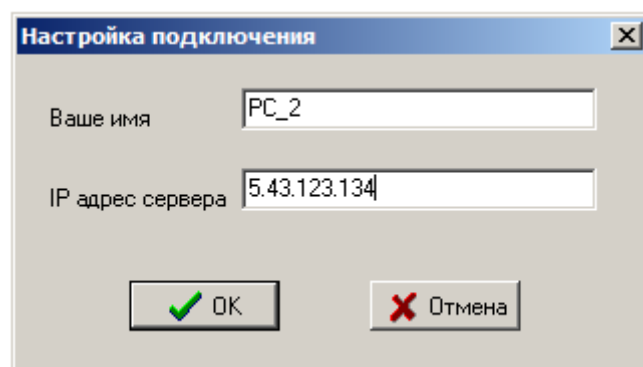 Настройка подключения
Ваше имя PC_2
IP адрес сервера 5.43.123.134
OK Отмена